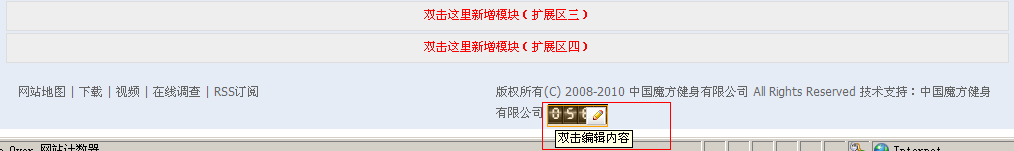 双击这里新增模块(扩展区三)
双击这里新增模块(扩展区四)
网站地图 | 下载 | 视频 | 在线调查 | RSS订阅
版权所有(C) 2008-2010 中国魔方健身有限公司 All Rights Reserved 技术支持:中国魔方健身
有限公司 056
双击编辑内容
Over 网站计数器
Internet